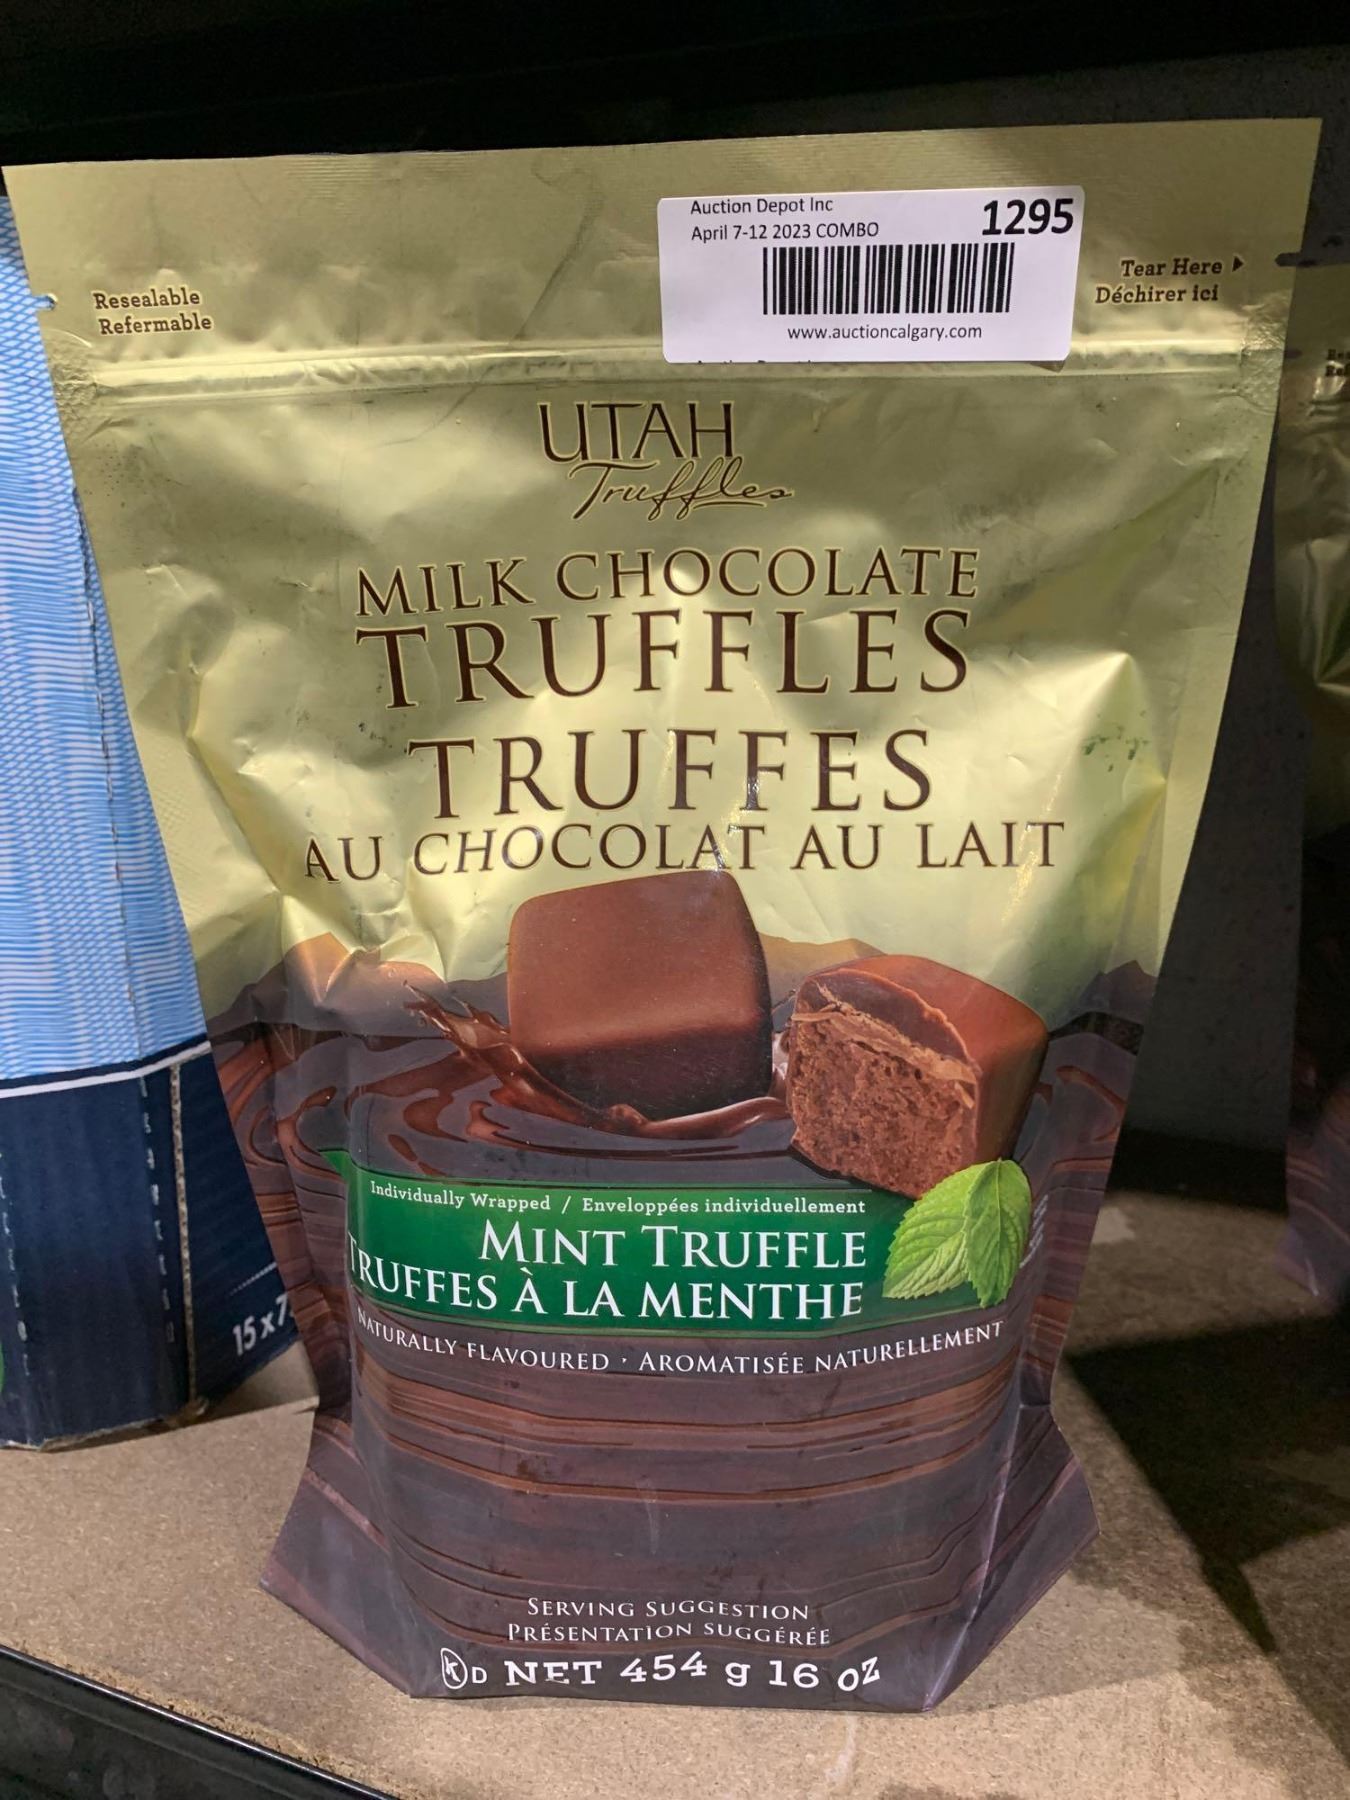 Auction Depot Inc
April 7-12 2023 COMBO
1295
www.auctioncalgary.com
Resealable
Refermable
Tear Here
Déchirer ici
UTAH
Truffles
MILK CHOCOLATE
TRUFFLES
TRUFFES
AU CHOCOLAT AU LAIT
Individually Wrapped / Enveloppées individuellement
MINT TRUFFLE
TRUFFES À LA MENTHE
NATURALLY FLAVOURED · AROMATISÉE NATURELLEMENT
15 x 7
SERVING SUGGESTION
PRÉSENTATION SUGGÉRÉE
K D NET 454 g 16 OZ